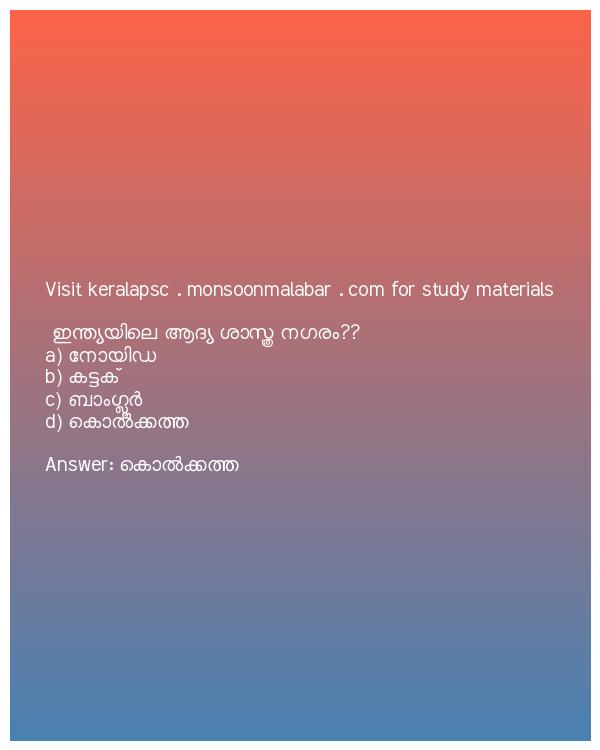 Visit keralapsc . monsoonmalabar . com for study materials
ഇന്ത്യയിലെ ആദ്യ ശാസ്ത്ര നഗരം??
a) നോയിഡ
b) കട്ടക്
c) ബാംഗ്ലൂർ
d) കൊൽക്കത്ത
Answer: കൊൽക്കത്ത